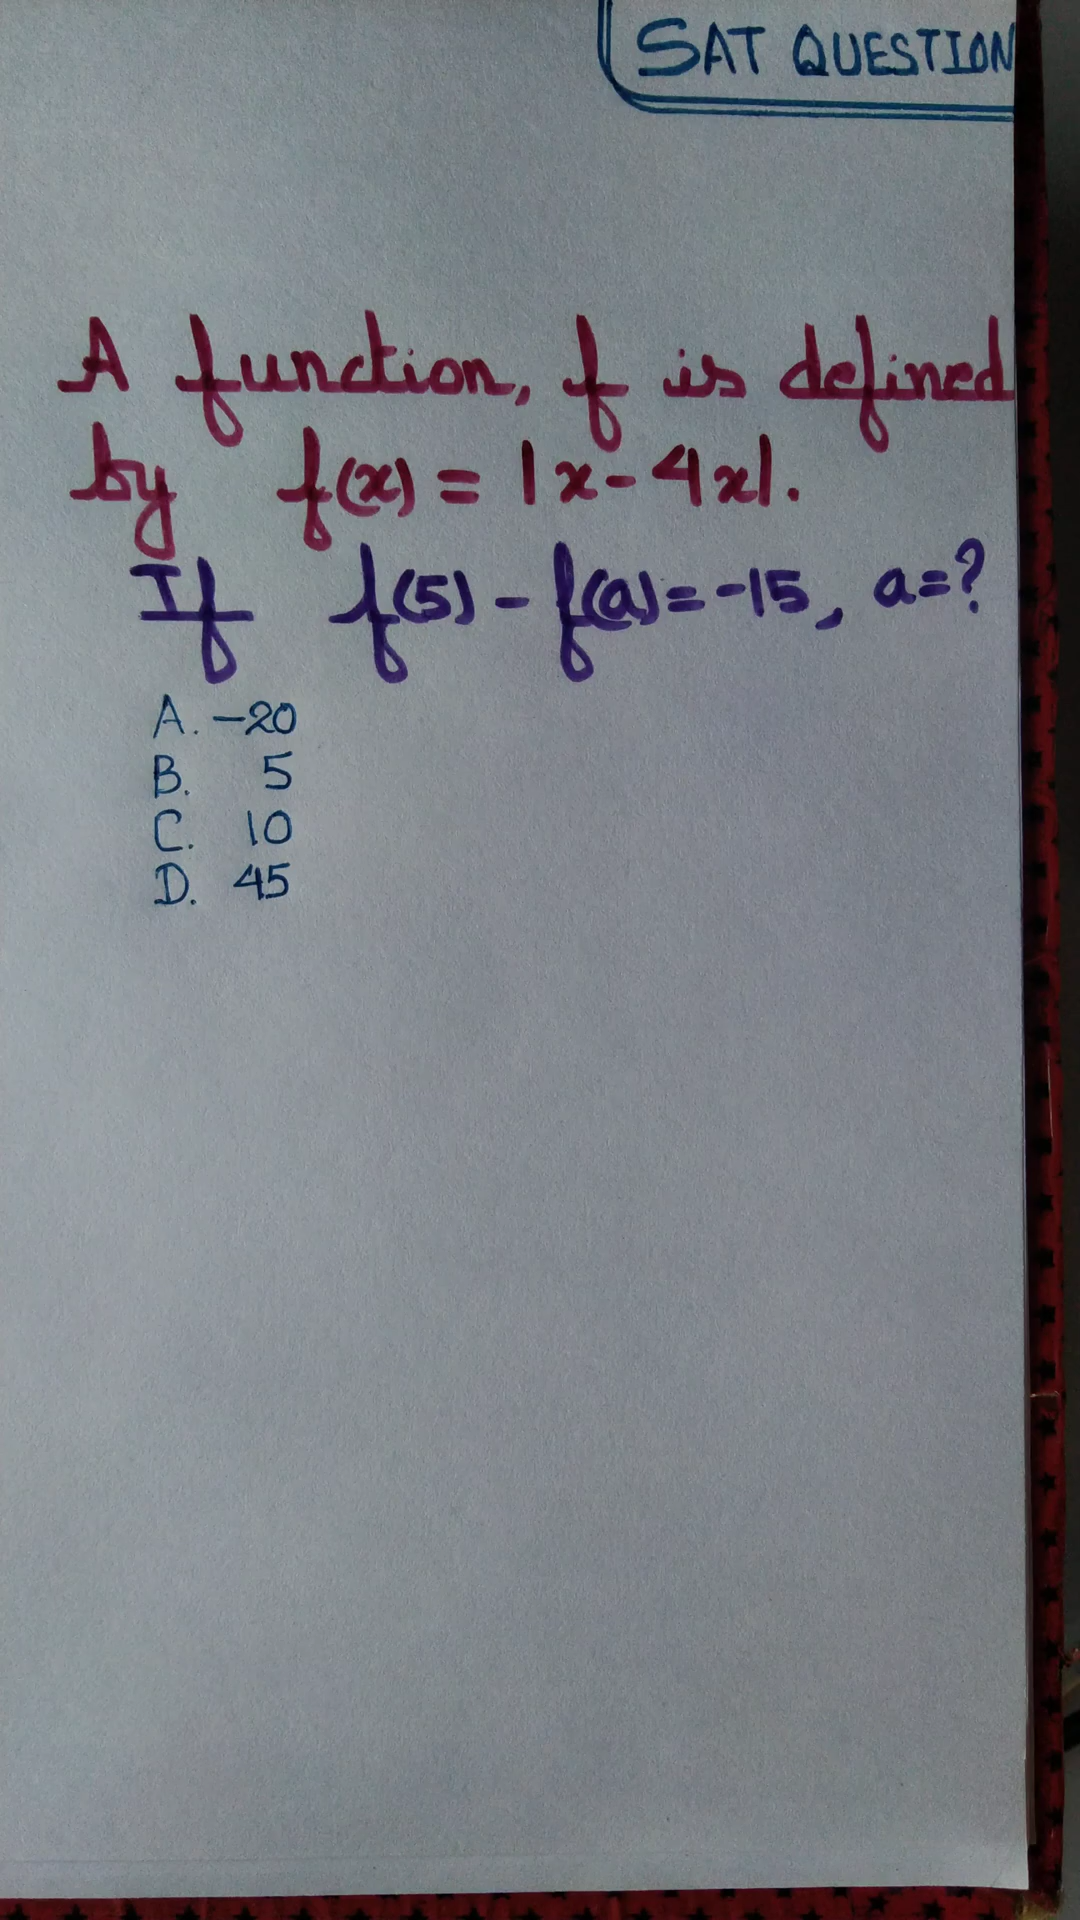 SAT QUESTION
A function, f is defined
by f(x) = |x-4x|.
If f(5) - f(a) = -15, a=?
A. -20
B. 5
C. 10
D. 45